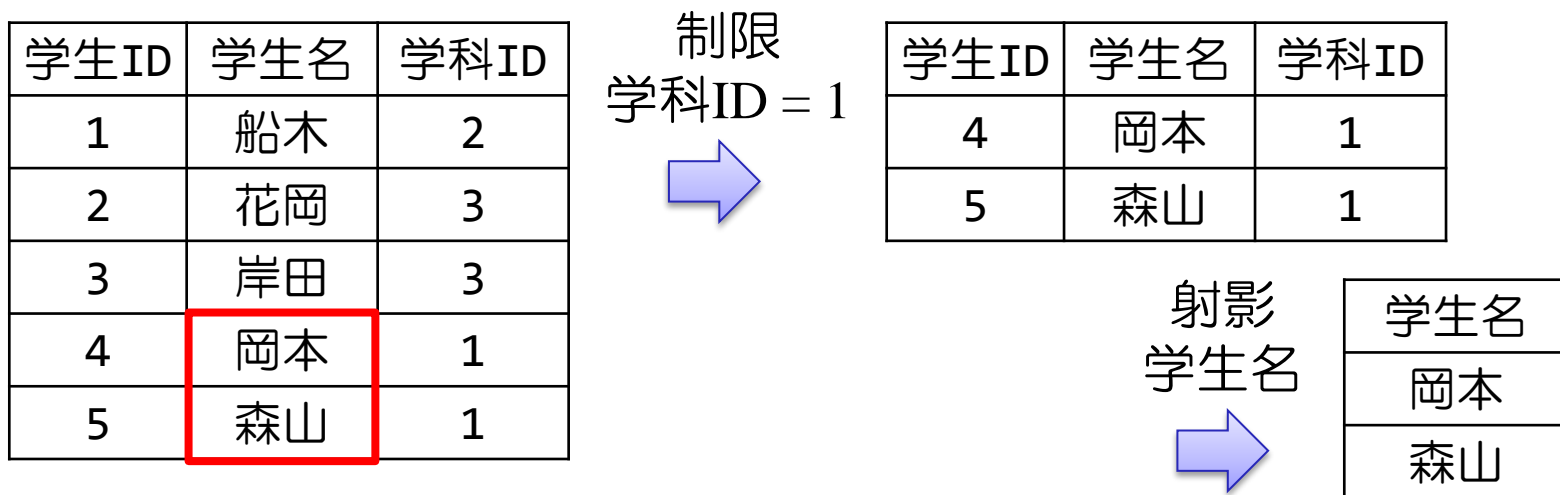 学生ID 学生名 学科ID
1 船木 2
2 花岡 3
3 岸田 3
4 岡本 1
5 森山 1
制限
学科ID = 1
学生ID 学生名 学科ID
4 岡本 1
5 森山 1
射影
学生名
学生名
岡本
森山